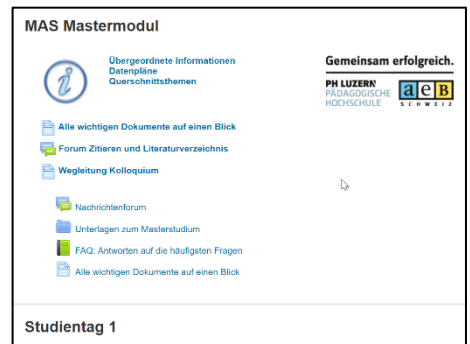 MAS Mastermodul
Übergeordnete Informationen
Datenpläne
Querschnittsthemen
Gemeinsam erfolgreich.
PH LUZERN
PÄDAGOGISCHE
HOCHSCHULE
aeB
SCHWEIZ
Alle wichtigen Dokumente auf einen Blick
Forum Zitieren und Literaturverzeichnis
Wegleitung Kolloquium
Nachrichtenforum
Unterlagen zum Masterstudium
FAQ: Antworten auf die häufigsten Fragen
Alle wichtigen Dokumente auf einen Blick
Studientag 1